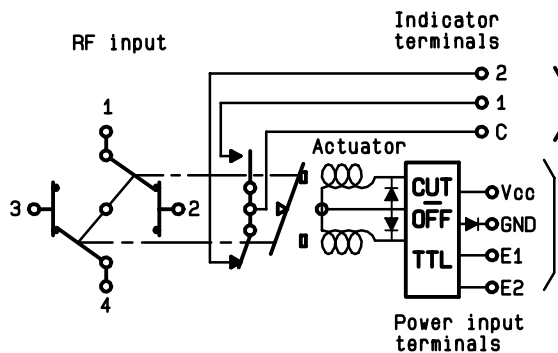 Indicator
terminals
RF input
2
1
C
1
Actuator
3
2
CUT
OFF
TTL
Vcc
GND
E1
E2
4
Power input
terminals